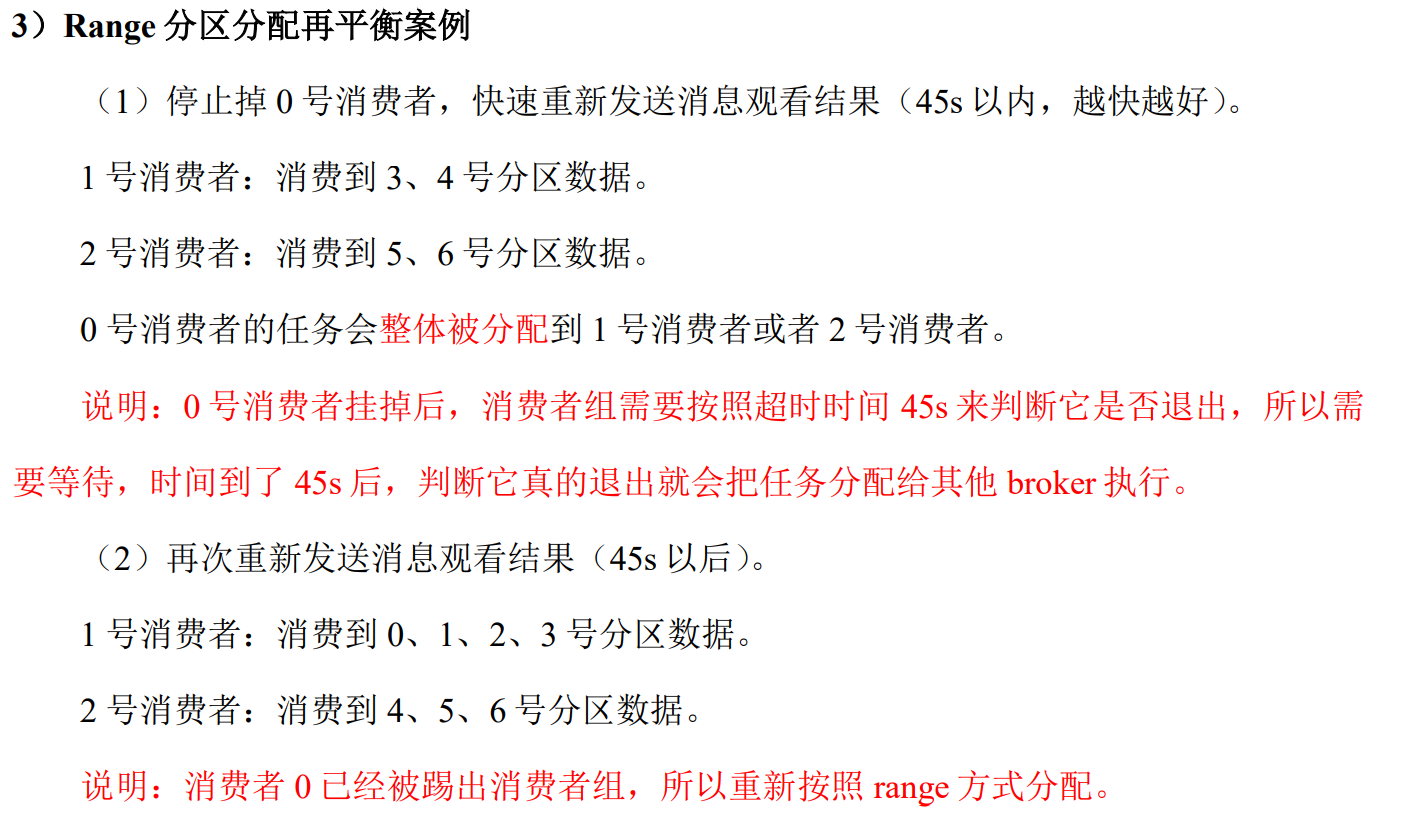 3）Range 分区分配再平衡案例
（1）停止掉 0 号消费者，快速重新发送消息观看结果（45s 以内，越快越好）。
1 号消费者：消费到 3、4 号分区数据。
2 号消费者：消费到 5、6 号分区数据。
0 号消费者的任务会整体被分配到 1 号消费者或者 2 号消费者。
说明：0 号消费者挂掉后，消费者组需要按照超时时间 45s 来判断它是否退出，所以需
要等待，时间到了 45s 后，判断它真的退出就会把任务分配给其他 broker 执行。
（2）再次重新发送消息观看结果（45s 以后）。
1 号消费者：消费到 0、1、2、3 号分区数据。
2 号消费者：消费到 4、5、6 号分区数据。
说明：消费者 0 已经被踢出消费者组，所以重新按照 range 方式分配。